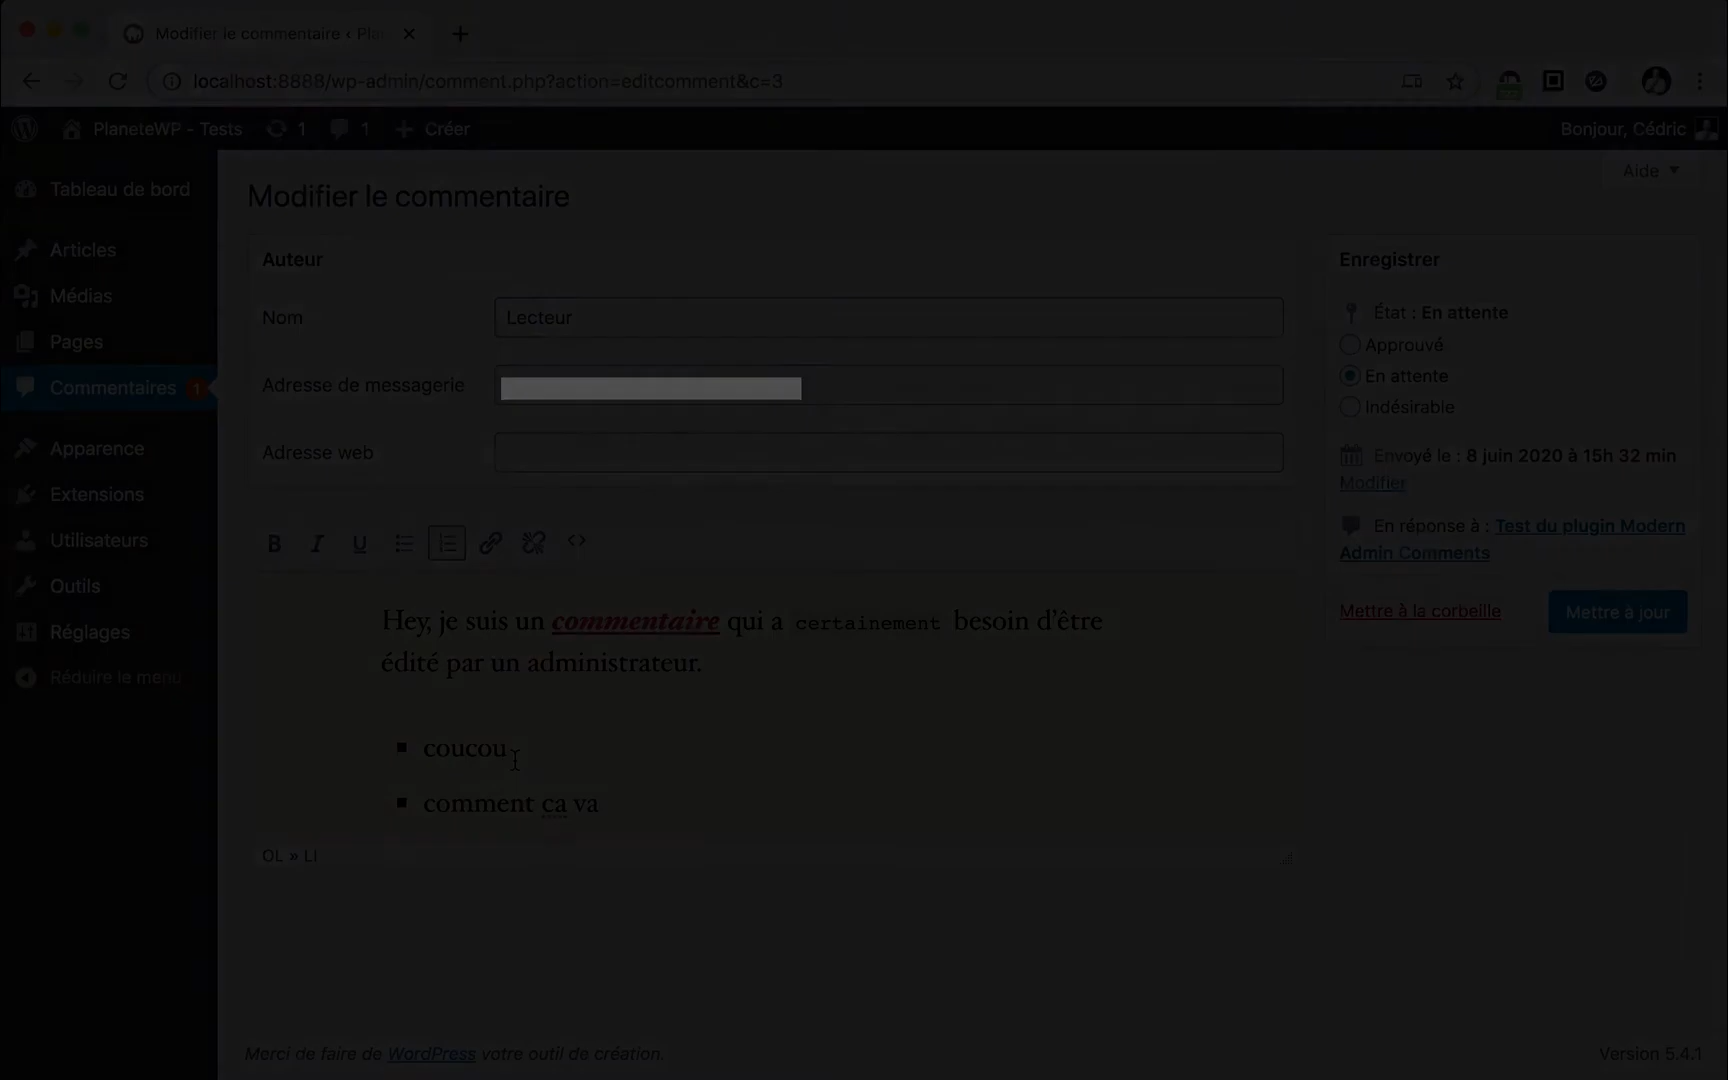 Modifier le commentaire ‹ Pla
localhost:8888/wp-admin/comment.php?action=editcomment&c=3
PlaneteWP - Tests 1 1 Créer
Bonjour, Cédric
Aide
Tableau de bord
Articles
Médias
Pages
Commentaires 1
Apparence
Extensions
Utilisateurs
Outils
Réglages
Réduire le menu
Modifier le commentaire
Auteur
Nom
Lecteur
Adresse de messagerie
Adresse web
B I U
Hey, je suis un commentaire qui a certainement besoin d’être
édité par un administrateur.
coucou
comment ca va
OL » LI
Enregistrer
État : En attente
Approuvé
En attente
Indésirable
Envoyé le : 8 juin 2020 à 15h 32 min
Modifier
En réponse à : Test du plugin Modern
Admin Comments
Mettre à la corbeille
Mettre à jour
Merci de faire de WordPress votre outil de création.
Version 5.4.1